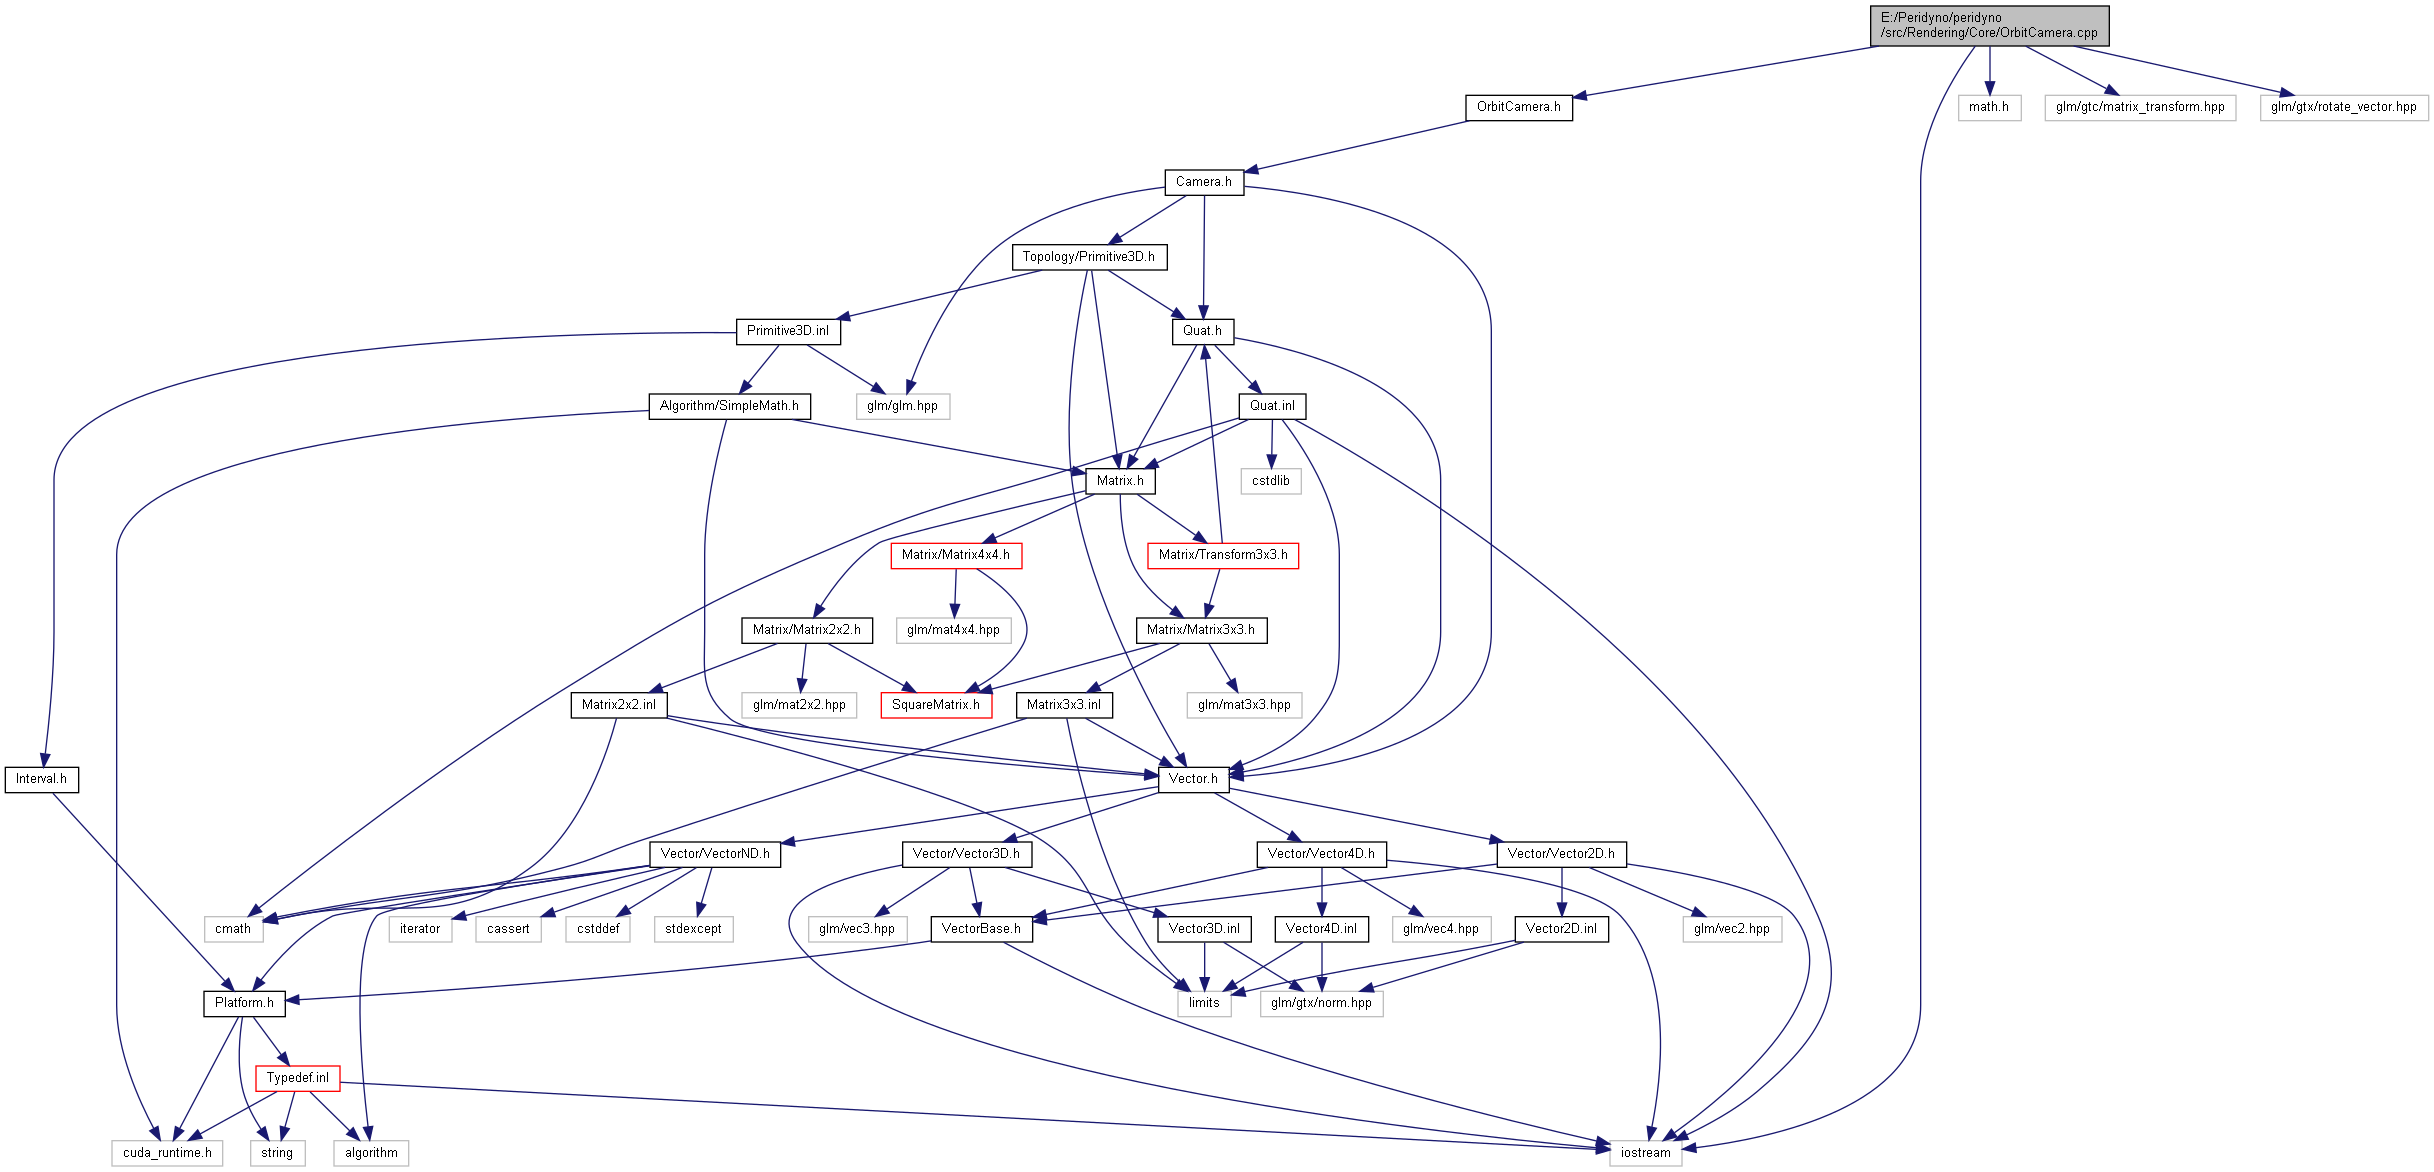 E:/Peridyno/peridyno
/src/Rendering/Core/OrbitCamera.cpp
OrbitCamera.h
math.h
glm/gtc/matrix_transform.hpp
glm/gtx/rotate_vector.hpp
Camera.h
Topology/Primitive3D.h
Primitive3D.inl
Quat.h
Algorithm/SimpleMath.h
glm/glm.hpp
Quat.inl
Matrix.h
cstdlib
Matrix/Matrix4x4.h
Matrix/Transform3x3.h
Matrix/Matrix2x2.h
glm/mat4x4.hpp
Matrix/Matrix3x3.h
Matrix2x2.inl
glm/mat2x2.hpp
SquareMatrix.h
Matrix3x3.inl
glm/mat3x3.hpp
Interval.h
Vector.h
Vector/VectorND.h
Vector/Vector3D.h
Vector/Vector4D.h
Vector/Vector2D.h
cmath
iterator
cassert
cstddef
stdexcept
glm/vec3.hpp
VectorBase.h
Vector3D.inl
Vector4D.inl
glm/vec4.hpp
Vector2D.inl
glm/vec2.hpp
Platform.h
limits
glm/gtx/norm.hpp
Typedef.inl
cuda_runtime.h
string
algorithm
iostream